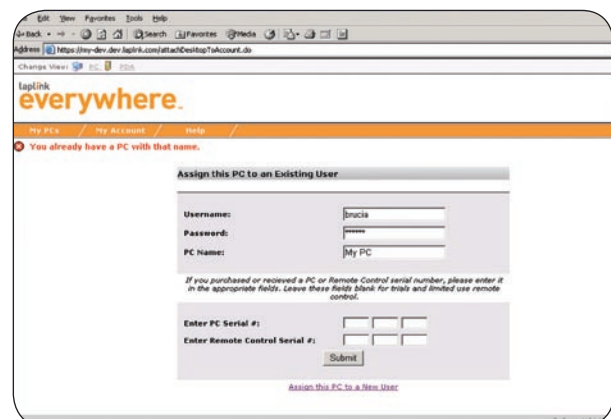 Edit View Favorites Tools Help
Back Search Favorites Media
Address https://my-dev.dev.laplink.com/attachDesktopToAccount.do
Change View: PC PDA
laplink
everywhere.
My PCs / My Account / Help /
You already have a PC with that name.
Assign this PC to an Existing User
Username: brucia
Password: ******
PC Name: My PC
If you purchased or recieved a PC or Remote Control serial number, please enter it
in the appropriate fields. Leave these fields blank for trials and limited use remote
control.
Enter PC Serial #:
Enter Remote Control Serial #:
Submit
Assign this PC to a New User